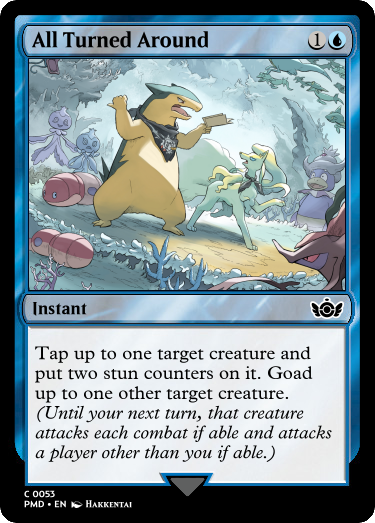 All Turned Around
1
Instant
Tap up to one target creature and
put two stun counters on it. Goad
up to one other target creature.
(Until your next turn, that creature
attacks each combat if able and attacks
a player other than you if able.)
C 0053
PMD • EN Hakkentai